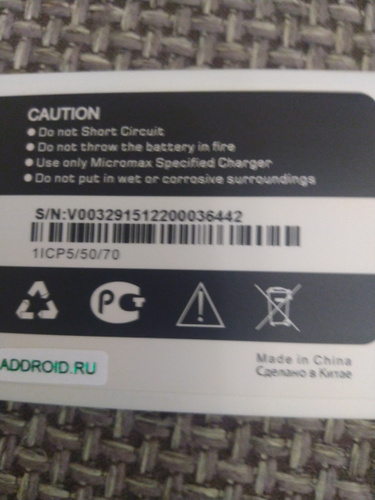 CAUTION
● Do not Short Circuit
● Do not throw the battery in fire
● Use only Micromax Specified Charger
● Do not put in wet or corrosive surroundings
S/N:V003291512200036442
1ICP5/50/70
РСТ
ADDROID.RU
Made in China
Сделано в Китае